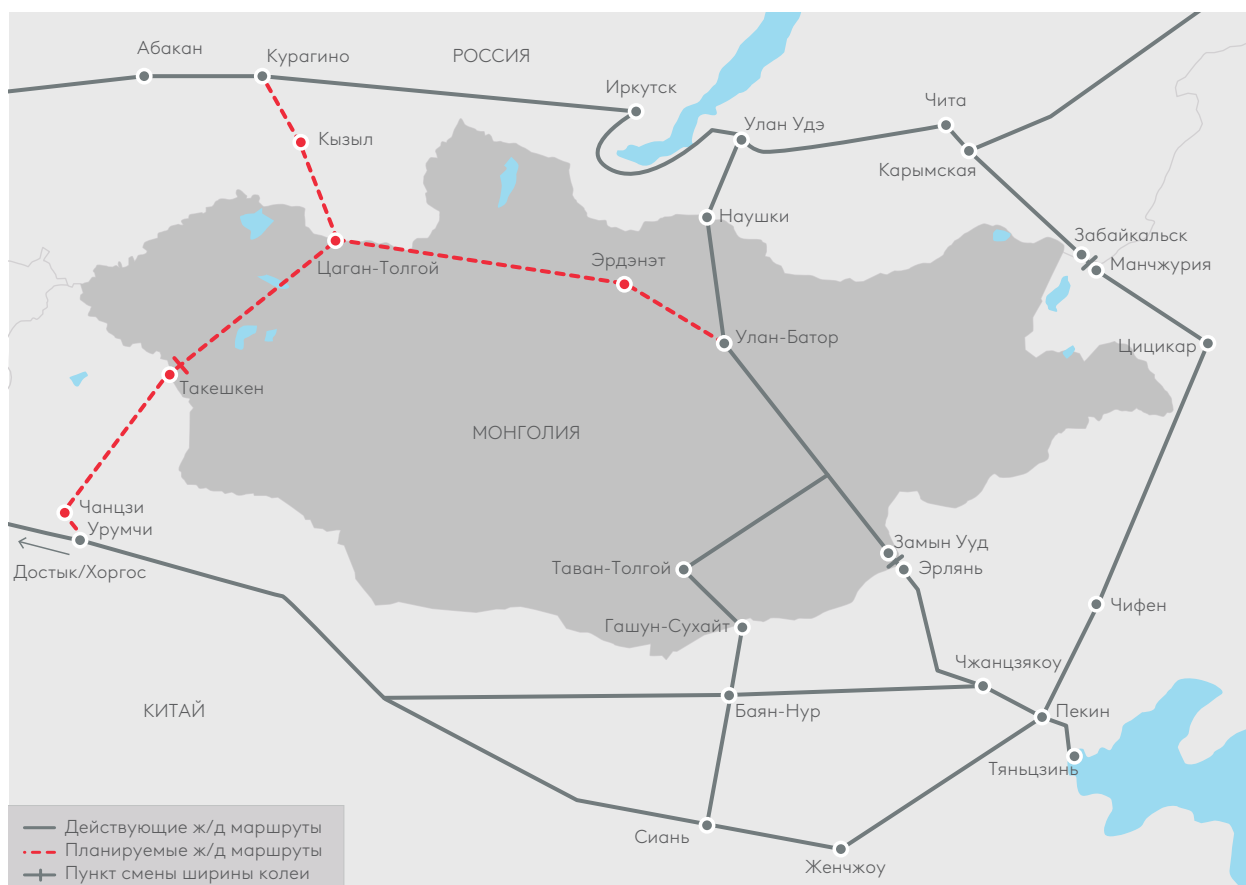 Абакан
Курагино
РОССИЯ
Иркутск
Чита
Улан Удэ
Кызыл
Карымская
Наушки
Забайкальск
Манчжурия
Цаган-Толгой
Эрдэнэт
Улан-Батор
Цицикар
Такешкен
МОНГОЛИЯ
Чанцзи
Урумчи
Достык/Хоргос
Замын Ууд
Эрлянь
Таван-Толгой
Гашун-Сухайт
Чифен
Чжанцзякоу
КИТАЙ
Баян-Нур
Пекин
Тяньцзинь
Сиань
Женчжоу
Действующие ж/д маршруты
Планируемые ж/д маршруты
Пункт смены ширины колеи